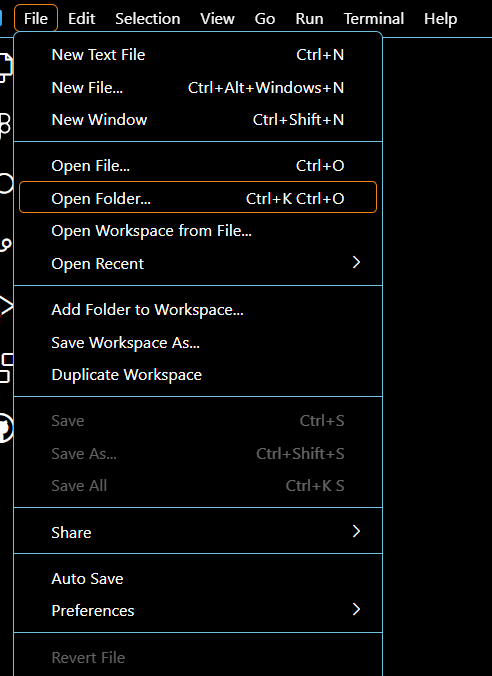 File Edit Selection View Go Run Terminal Help
New Text File Ctrl+N
New File... Ctrl+Alt+Windows+N
New Window Ctrl+Shift+N
Open File... Ctrl+O
Open Folder... Ctrl+K Ctrl+O
Open Workspace from File...
Open Recent
Add Folder to Workspace...
Save Workspace As...
Duplicate Workspace
Save Ctrl+S
Save As... Ctrl+Shift+S
Save All Ctrl+K S
Share
Auto Save
Preferences
Revert File